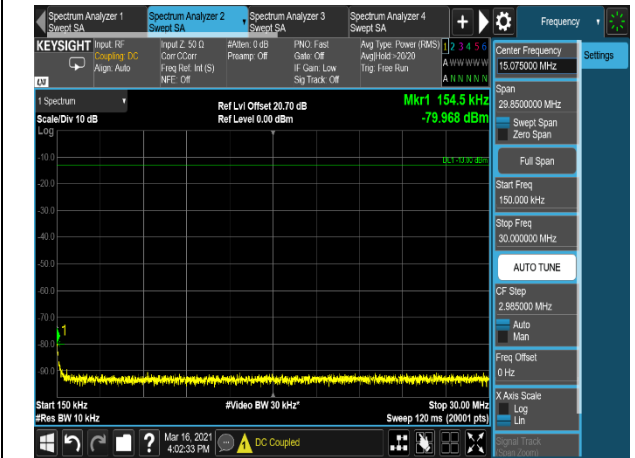 Spectrum Analyzer 1
Swept SA
Spectrum Analyzer 2
Swept SA
Spectrum Analyzer 3
Swept SA
Spectrum Analyzer 4
Swept SA
Frequency
KEYSIGHT
Input: RF
Coupling: DC
Align: Auto
Input Z: 50 Ω
Corr CCorr
Freq Ref: Int (S)
NFE: Off
#Atten: 0 dB
Preamp: Off
PNO: Fast
Gate: Off
IF Gain: Low
Sig Track: Off
Avg Type: Power (RMS)
Avg|Hold:>20/20
Trig: Free Run
1 2 3 4 5 6
A W W W W W
A N N N N N
LXI
1 Spectrum
Scale/Div 10 dB
Log
Ref Lvl Offset 20.70 dB
Ref Level 0.00 dBm
Mkr1 154.5 kHz
-79.968 dBm
DL1 -13.00 dBm
-10.0
-20.0
-30.0
-40.0
-50.0
-60.0
-70.0
-80.0
-90.0
1
Start 150 kHz
#Res BW 10 kHz
#Video BW 30 kHz*
Stop 30.00 MHz
Sweep 120 ms (20001 pts)
Mar 16, 2021
4:02:33 PM
DC Coupled
Center Frequency
15.075000 MHz
Settings
Span
29.8500000 MHz
Swept Span
Zero Span
Full Span
Start Freq
150.000 kHz
Stop Freq
30.000000 MHz
AUTO TUNE
CF Step
2.985000 MHz
Auto
Man
Freq Offset
0 Hz
X Axis Scale
Log
Lin
Signal Track
(Span Zoom)